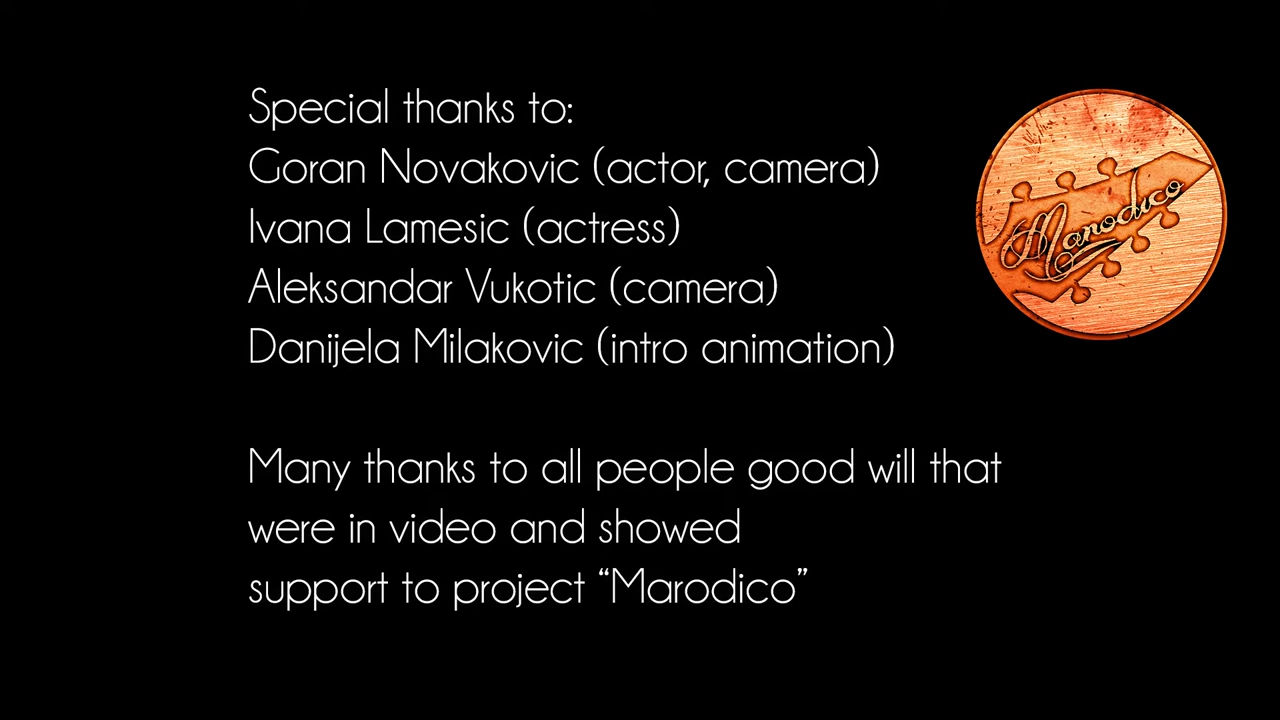 Special thanks to:
Goran Novakovic (actor, camera)
Ivana Lamesic (actress)
Aleksandar Vukotic (camera)
Danijela Milakovic (intro animation)
Many thanks to all people good will that
were in video and showed
support to project “Marodico”
Marodico